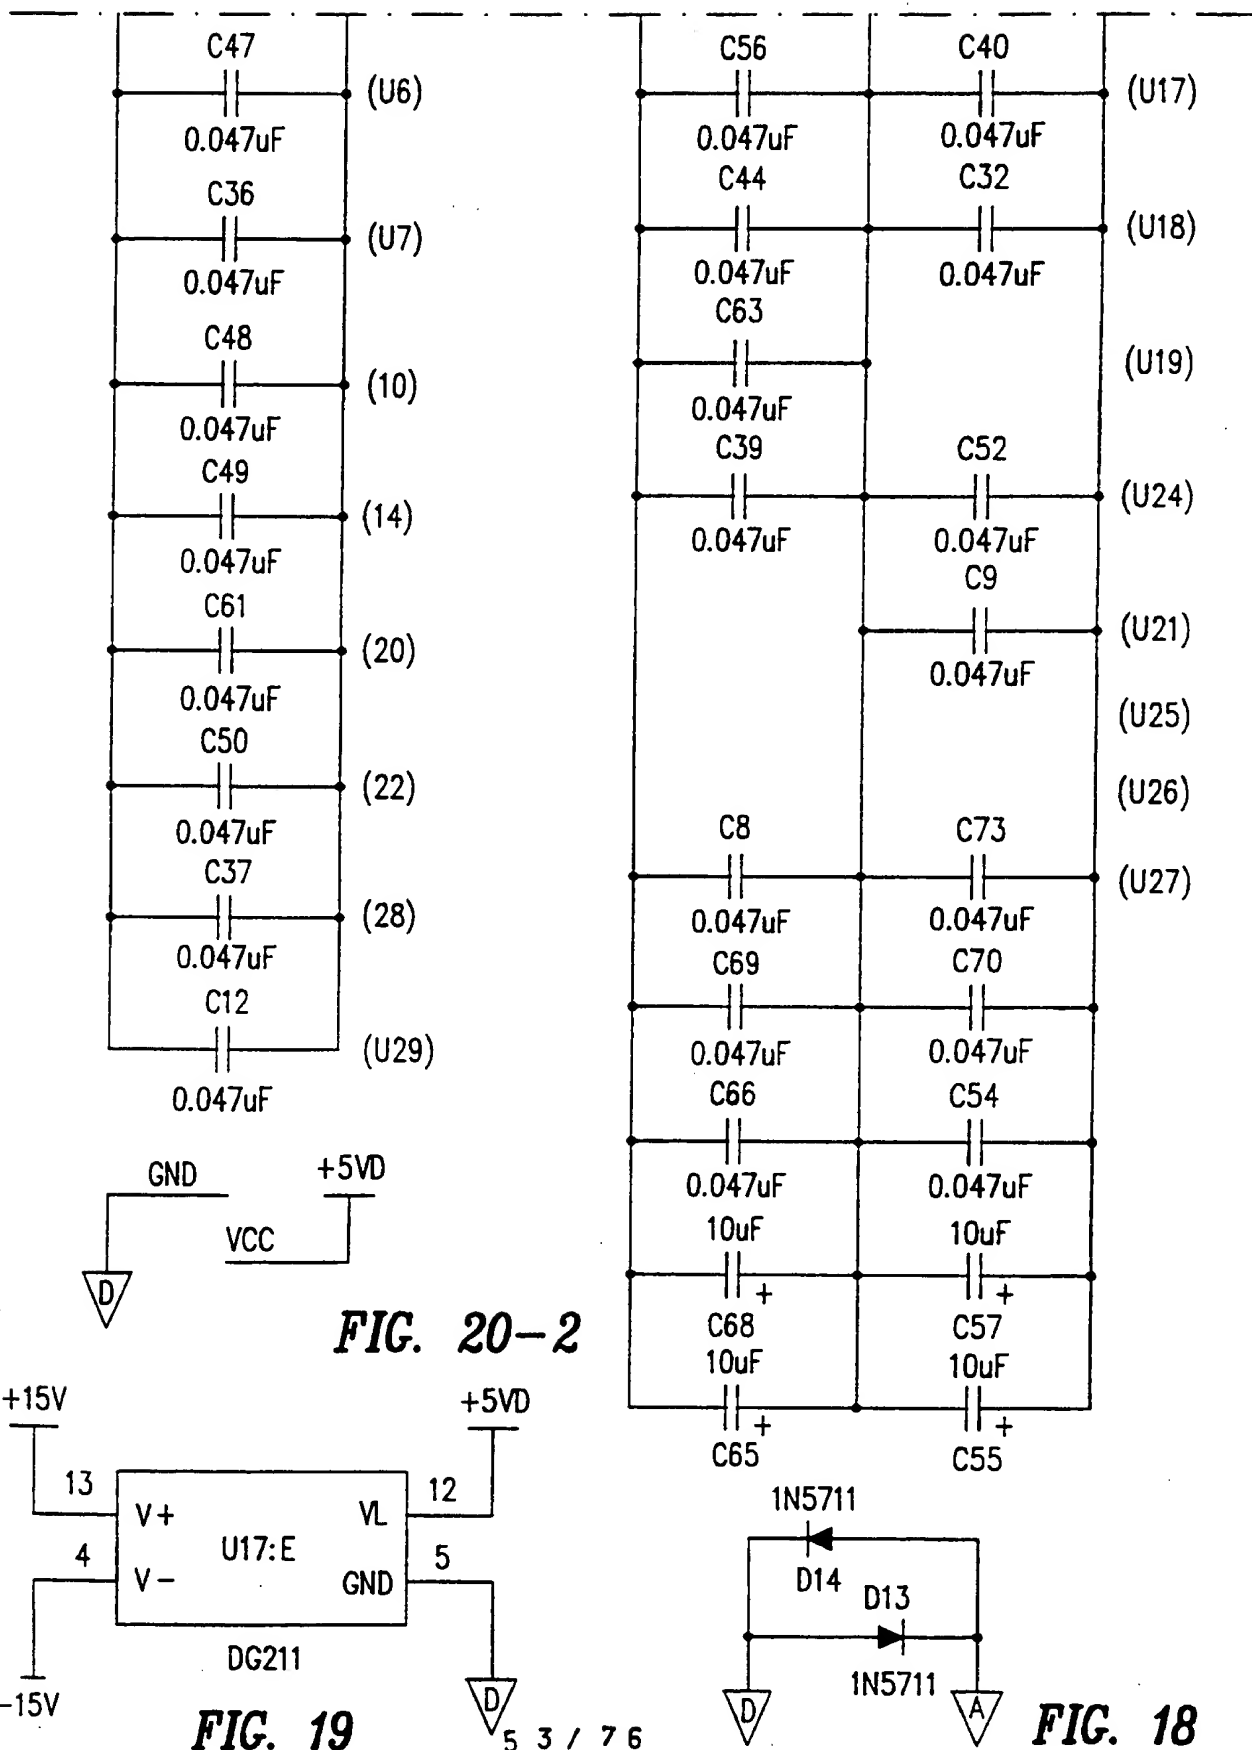 C47
(U6)
0.047uF
C36
(U7)
0.047uF
C48
(10)
0.047uF
C49
(14)
0.047uF
C61
(20)
0.047uF
C50
(22)
0.047uF
C37
(28)
0.047uF
C12
(U29)
0.047uF
GND
+5VD
VCC
D
FIG. 20-2
C56 C40
(U17)
0.047uF 0.047uF
C44 C32
(U18)
0.047uF 0.047uF
C63
(U19)
0.047uF
C39 C52
(U24)
0.047uF 0.047uF
C9
(U21)
0.047uF
(U25)
(U26)
C8 C73
(U27)
0.047uF 0.047uF
C69 C70
0.047uF 0.047uF
C66 C54
0.047uF 0.047uF
10uF 10uF
+ +
C68 C57
10uF 10uF
+ +
C65 C55
+15V +5VD
13 12
V+ VL
U17:E
4 5
V- GND
DG211
-15V
D
FIG. 19
1N5711
D14
D13
1N5711
D A
FIG. 18
53/76